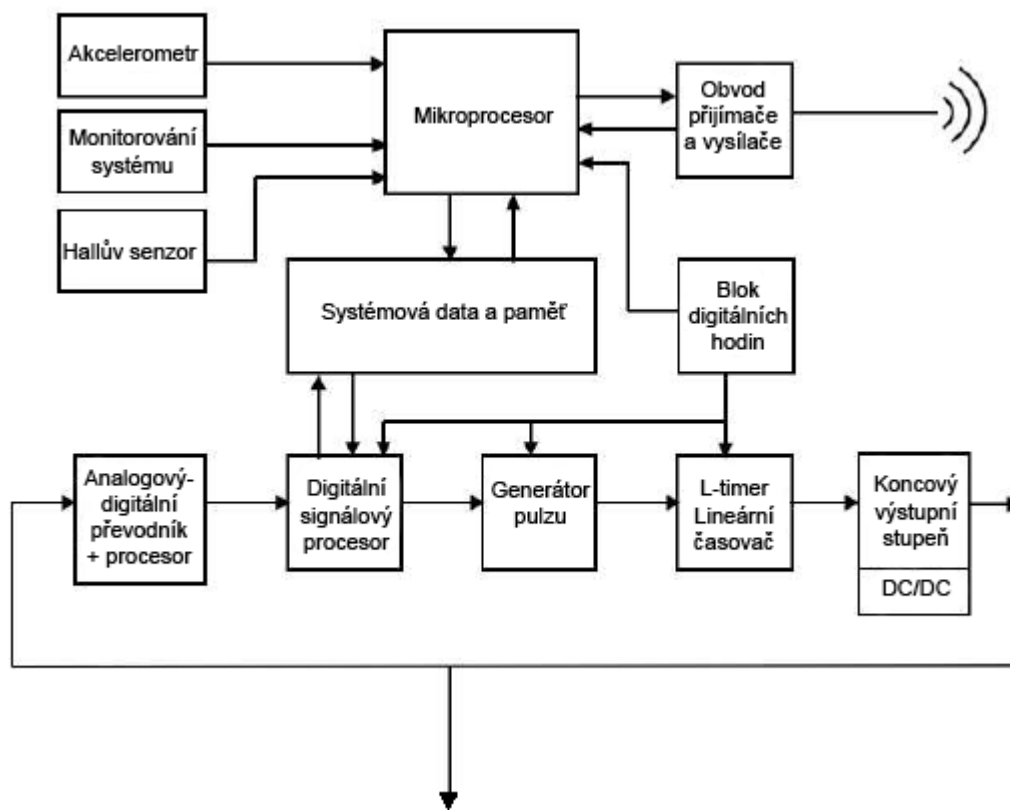 Akcelerometr
Monitorování
systému
Hallův senzor
Mikroprocesor
Obvod
přijímače
a vysílače
Systémová data a paměť
Blok
digitálních
hodin
Analogový-
digitální
převodník
+ procesor
Digitální
signálový
procesor
Generátor
pulzu
L-timer
Lineární
časovač
Koncový
výstupní
stupeň
DC/DC